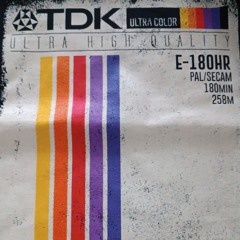 TDK ULTRA COLOR
ULTRA HIGH QUALITY
E-180HR
PAL/SECAM
180MIN
258M